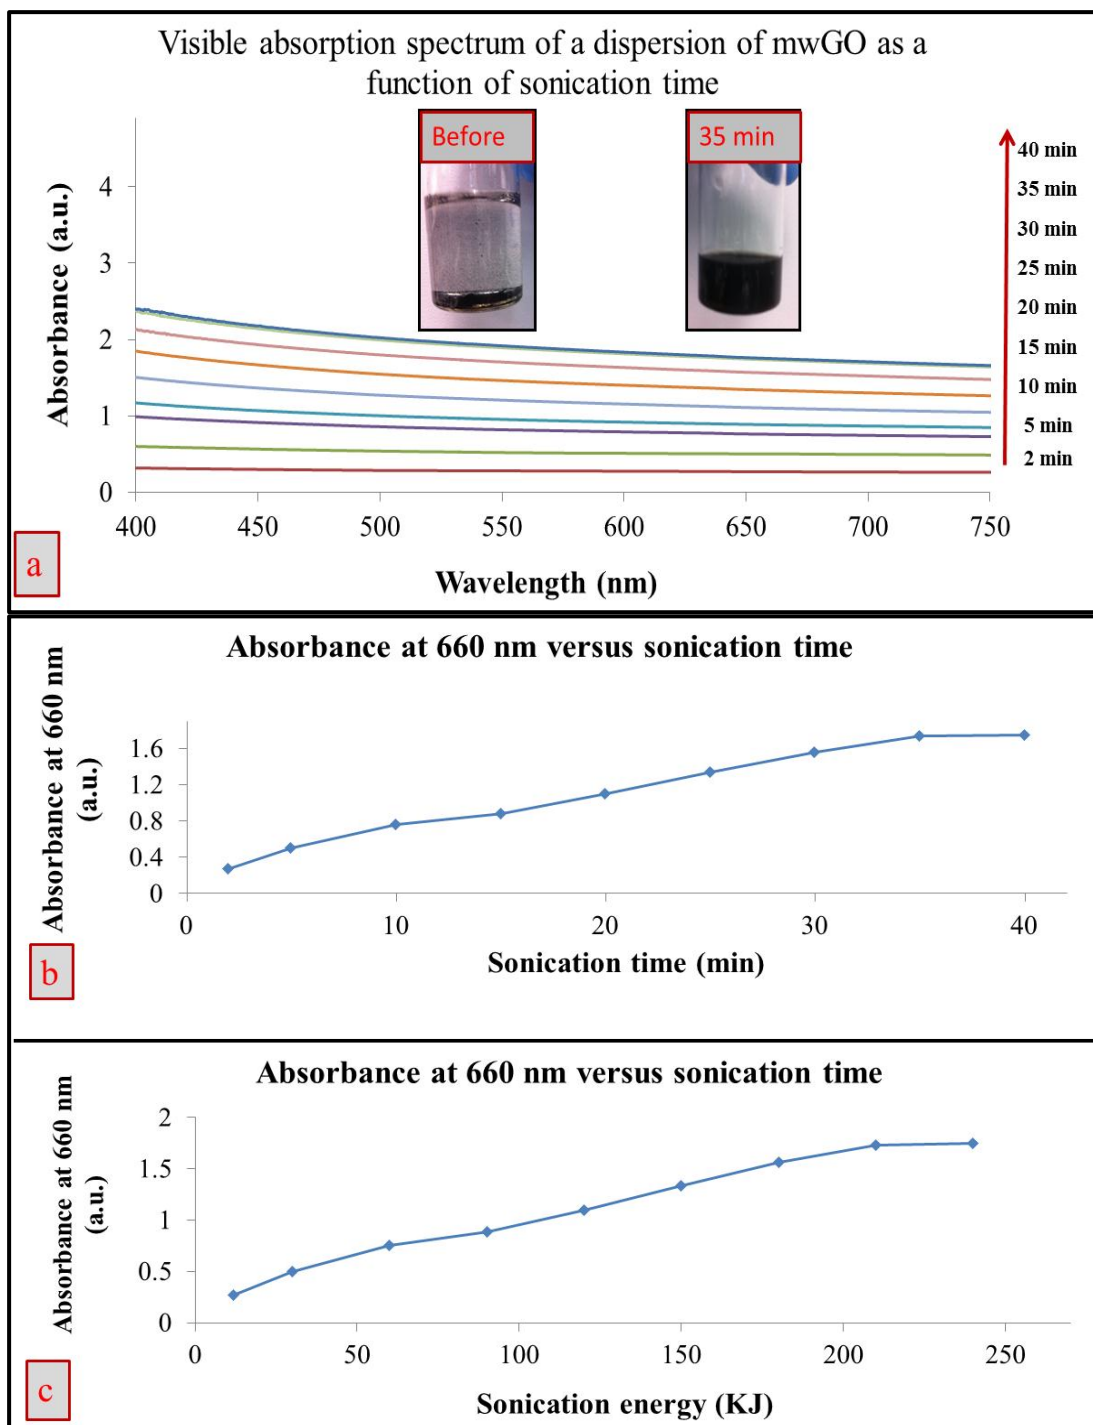 Visible absorption spectrum of a dispersion of mwGO as a
function of sonication time
Before
35 min
40 min
35 min
30 min
25 min
20 min
15 min
10 min
5 min
2 min
Absorbance (a.u.)
4
3
2
1
0
400 450 500 550 600 650 700 750
Wavelength (nm)
a
Absorbance at 660 nm versus sonication time
Absorbance at 660 nm
(a.u.)
1.6
1.2
0.8
0.4
0
0 10 20 30 40
Sonication time (min)
b
Absorbance at 660 nm versus sonication time
Absorbance at 660 nm
(a.u.)
2
1.5
1
0.5
0
0 50 100 150 200 250
Sonication energy (KJ)
c